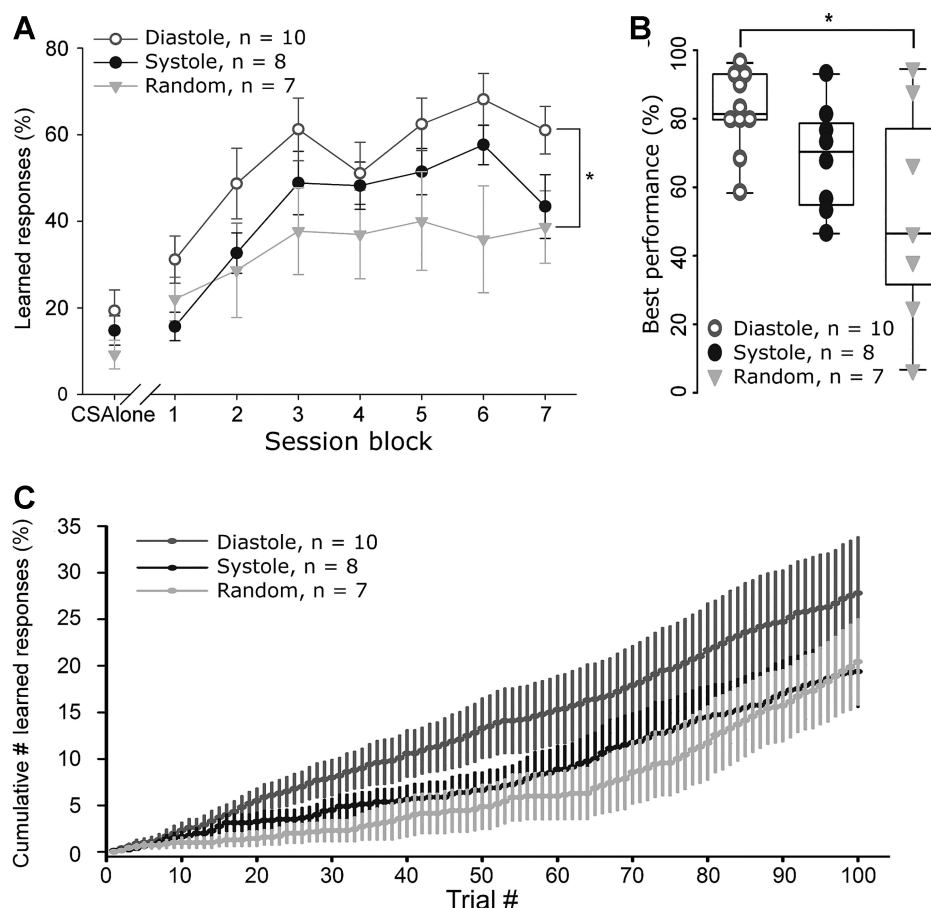 A
80
60
40
20
0
Learned responses (%)
Diastole, n = 10
Systole, n = 8
Random, n = 7
*
CSAlone 1 2 3 4 5 6 7
Session block
B
*
100
80
60
40
20
0
Best performance (%)
Diastole, n = 10
Systole, n = 8
Random, n = 7
C
35
30
25
20
15
10
5
0
Cumulative # learned responses (%)
Diastole, n = 10
Systole, n = 8
Random, n = 7
0 10 20 30 40 50 60 70 80 90 100
Trial #